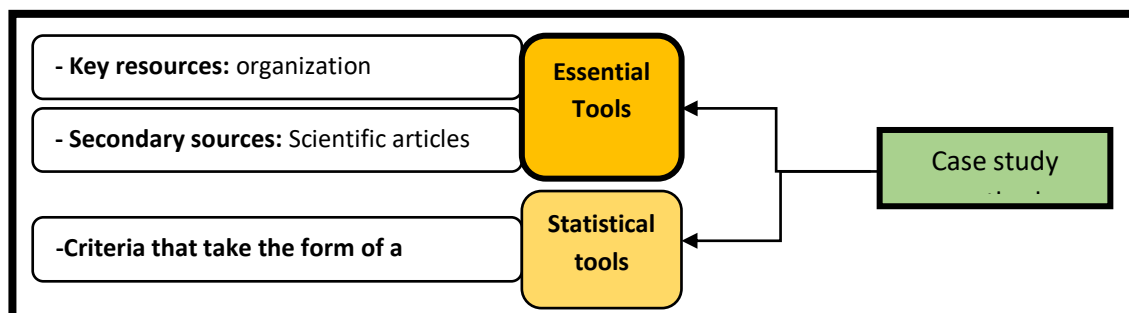 - Key resources: organization
Essential
Tools
- Secondary sources: Scientific articles
Case study
-Criteria that take the form of a
Statistical
tools